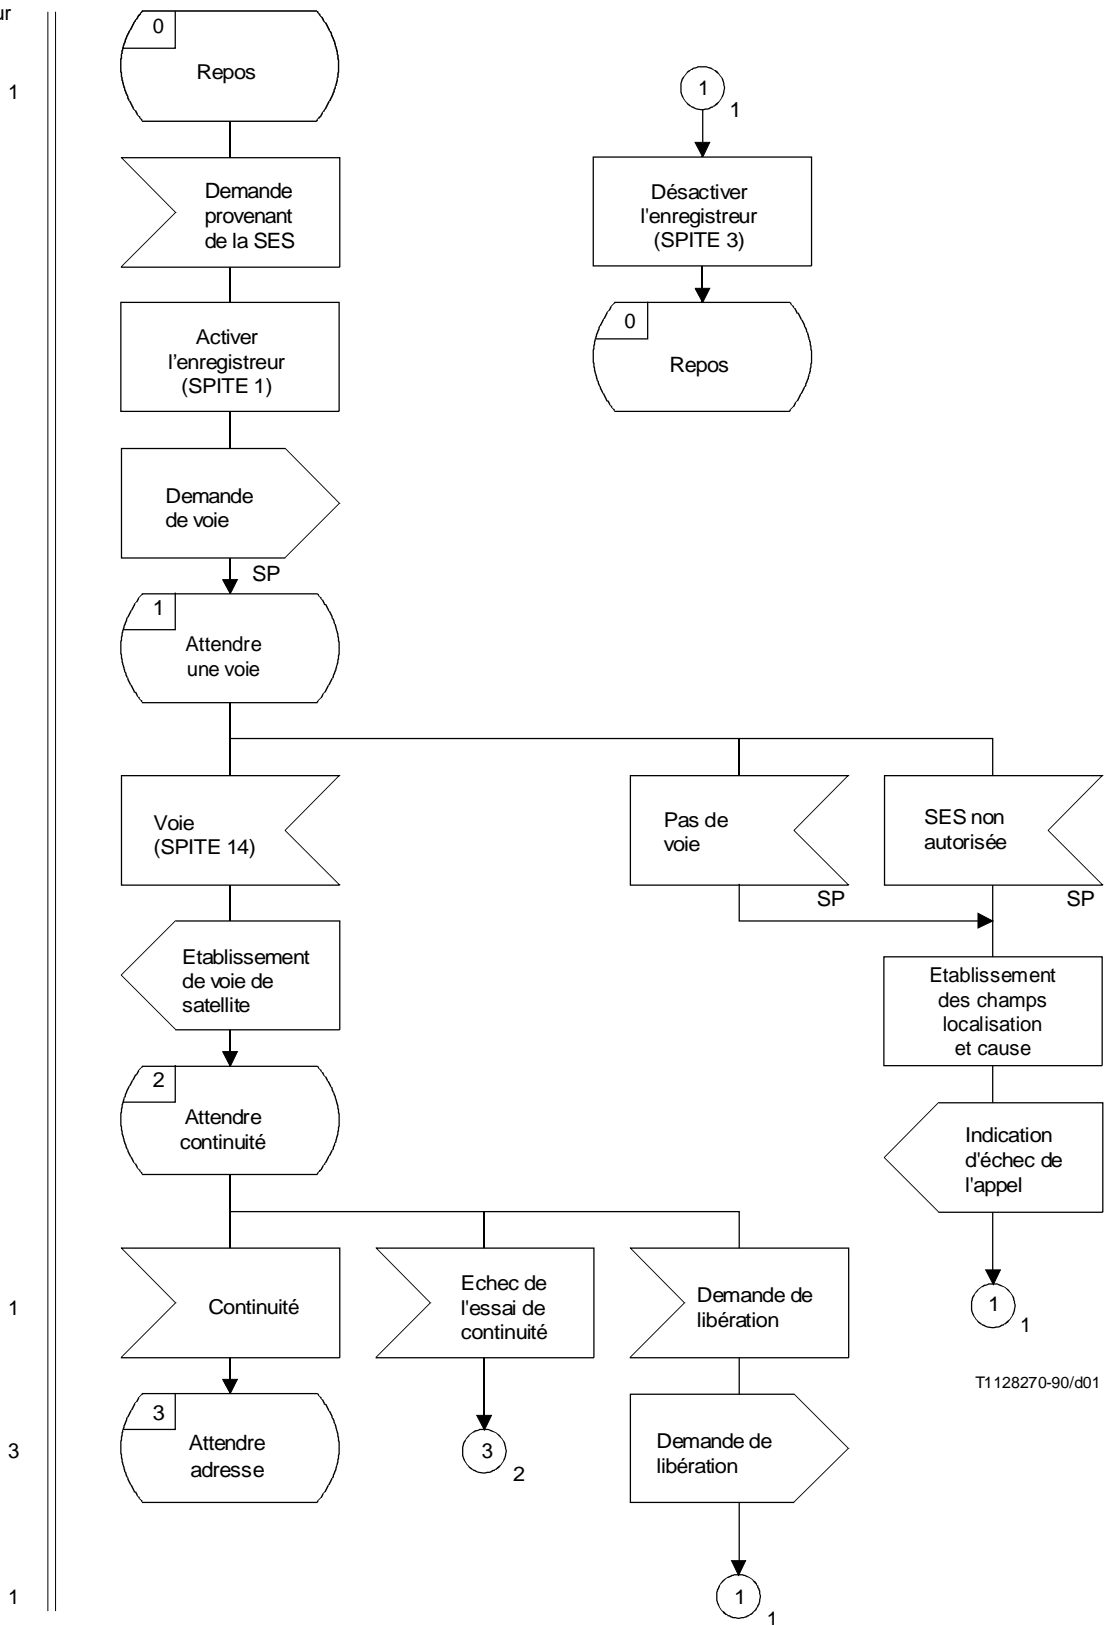 ur
0
Repos
1
1
1
Demande
provenant
de la SES
Désactiver
l'enregistreur
(SPITE 3)
Activer
l'enregistreur
(SPITE 1)
0
Repos
Demande
de voie
SP
1
Attendre
une voie
Voie
(SPITE 14)
Pas de
voie
SP
SES non
autorisée
SP
Etablissement
de voie de
satellite
Etablissement
des champs
localisation
et cause
2
Attendre
continuité
Indication
d'échec de
l'appel
1
Continuité
Echec de
l'essai de
continuité
Demande de
libération
1
1
T1128270-90/d01
3
3
Attendre
adresse
3
2
Demande de
libération
1
1
1